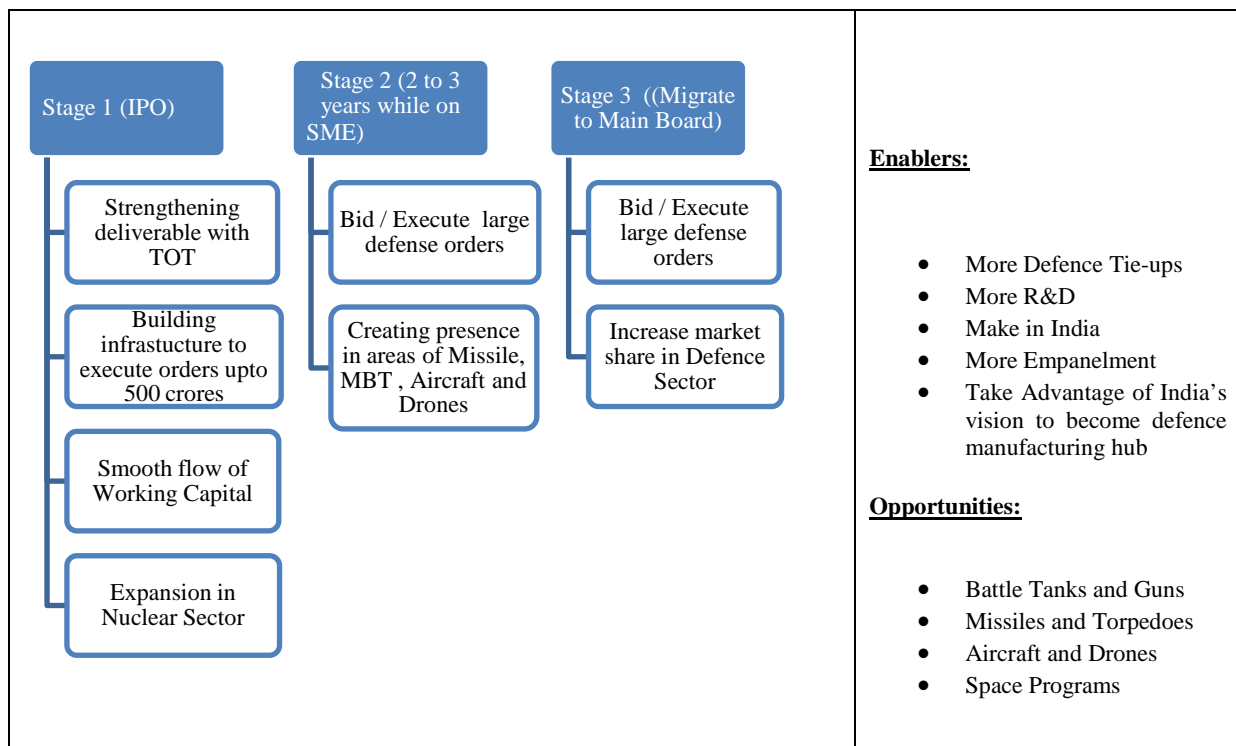 Stage 1 (IPO)
Strengthening
deliverable with
TOT
Building
infrastucture to
execute orders upto
500 crores
Smooth flow of
Working Capital
Expansion in
Nuclear Sector
Stage 2 (2 to 3
years while on
SME)
Bid / Execute large
defense orders
Creating presence
in areas of Missile,
MBT , Aircraft and
Drones
Stage 3 ((Migrate
to Main Board)
Bid / Execute
large defense
orders
Increase market
share in Defence
Sector
Enablers:
• More Defence Tie-ups
• More R&D
• Make in India
• More Empanelment
• Take Advantage of India’s
vision to become defence
manufacturing hub
Opportunities:
• Battle Tanks and Guns
• Missiles and Torpedoes
• Aircraft and Drones
• Space Programs